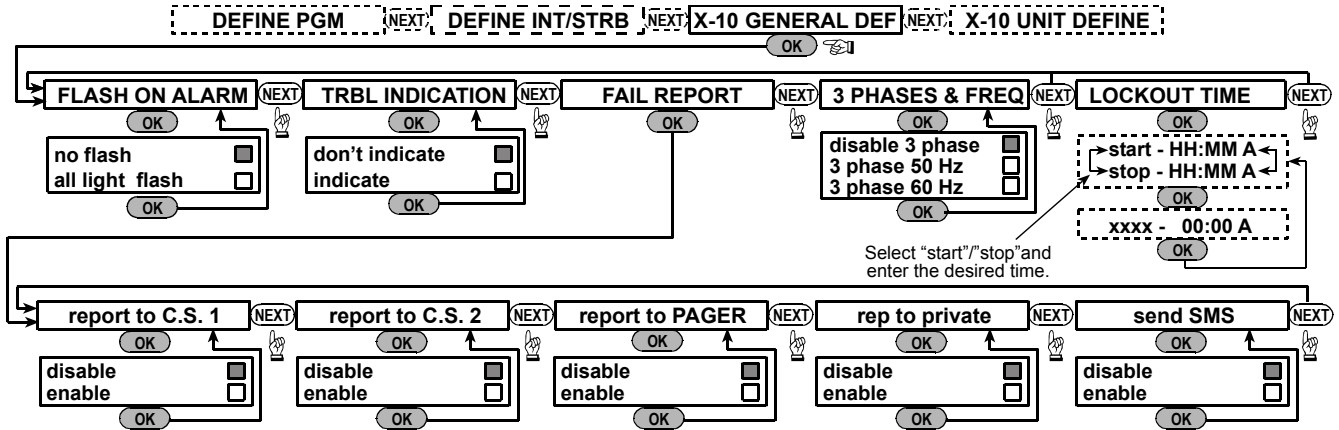 DEFINE PGM NEXT DEFINE INT/STRB NEXT X-10 GENERAL DEF NEXT X-10 UNIT DEFINE
OK
FLASH ON ALARM NEXT TRBL INDICATION NEXT FAIL REPORT NEXT 3 PHASES & FREQ NEXT LOCKOUT TIME NEXT
OK OK OK OK OK
no flash
all light flash
OK
don't indicate
indicate
OK
disable 3 phase
3 phase 50 Hz
3 phase 60 Hz
OK
start - HH:MM A
stop - HH:MM A
OK
xxxx - 00:00 A
OK
Select “start”/”stop”and
enter the desired time.
report to C.S. 1 NEXT report to C.S. 2 NEXT report to PAGER NEXT rep to private NEXT send SMS NEXT
OK OK OK OK OK
disable disable disable disable disable
enable enable enable enable enable
OK OK OK OK OK